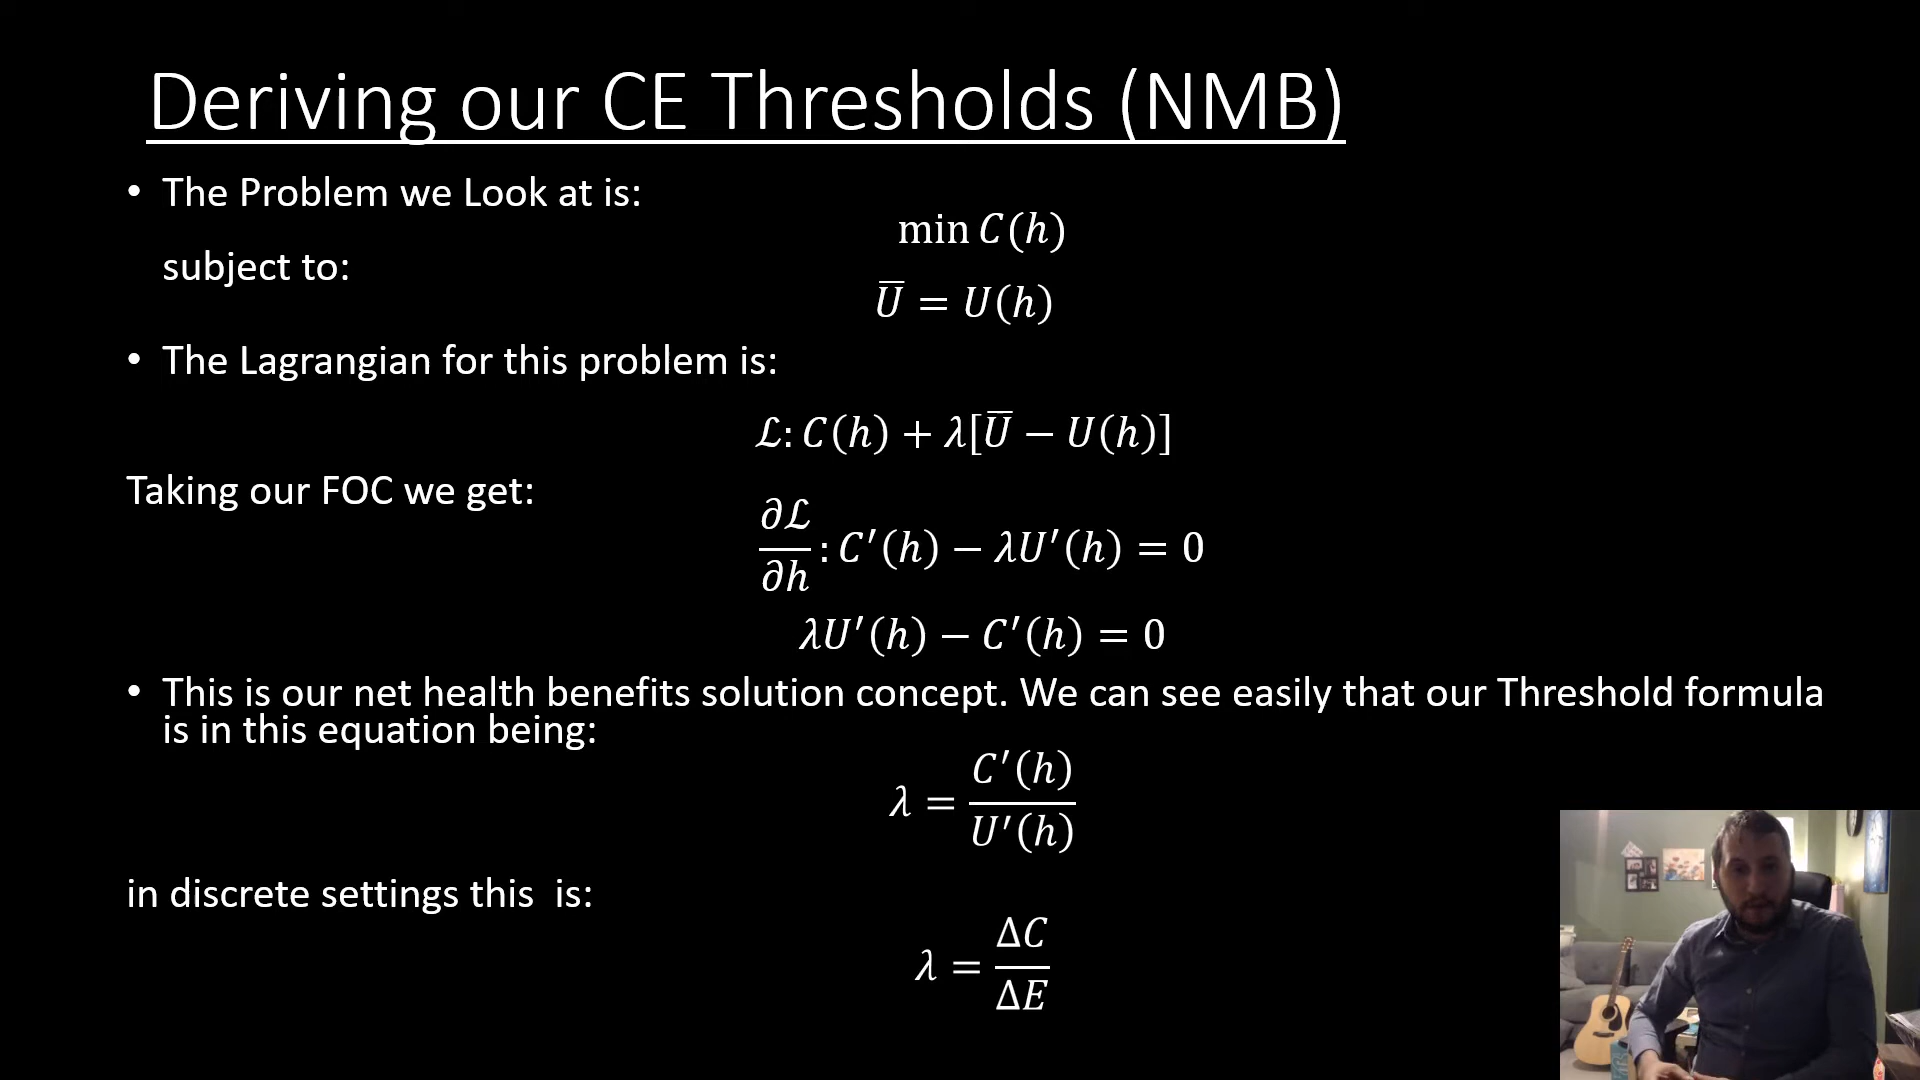 Deriving our CE Thresholds (NMB)
• The Problem we Look at is:
min C(h)
subject to:
U̅ = U(h)
• The Lagrangian for this problem is:
ℒ: C(h) + λ[U̅ − U(h)]
Taking our FOC we get:
∂ℒ/∂h : C′(h) − λU′(h) = 0
λU′(h) − C′(h) = 0
• This is our net health benefits solution concept. We can see easily that our Threshold formula
is in this equation being:
λ = C′(h)/U′(h)
in discrete settings this is:
λ = ΔC/ΔE